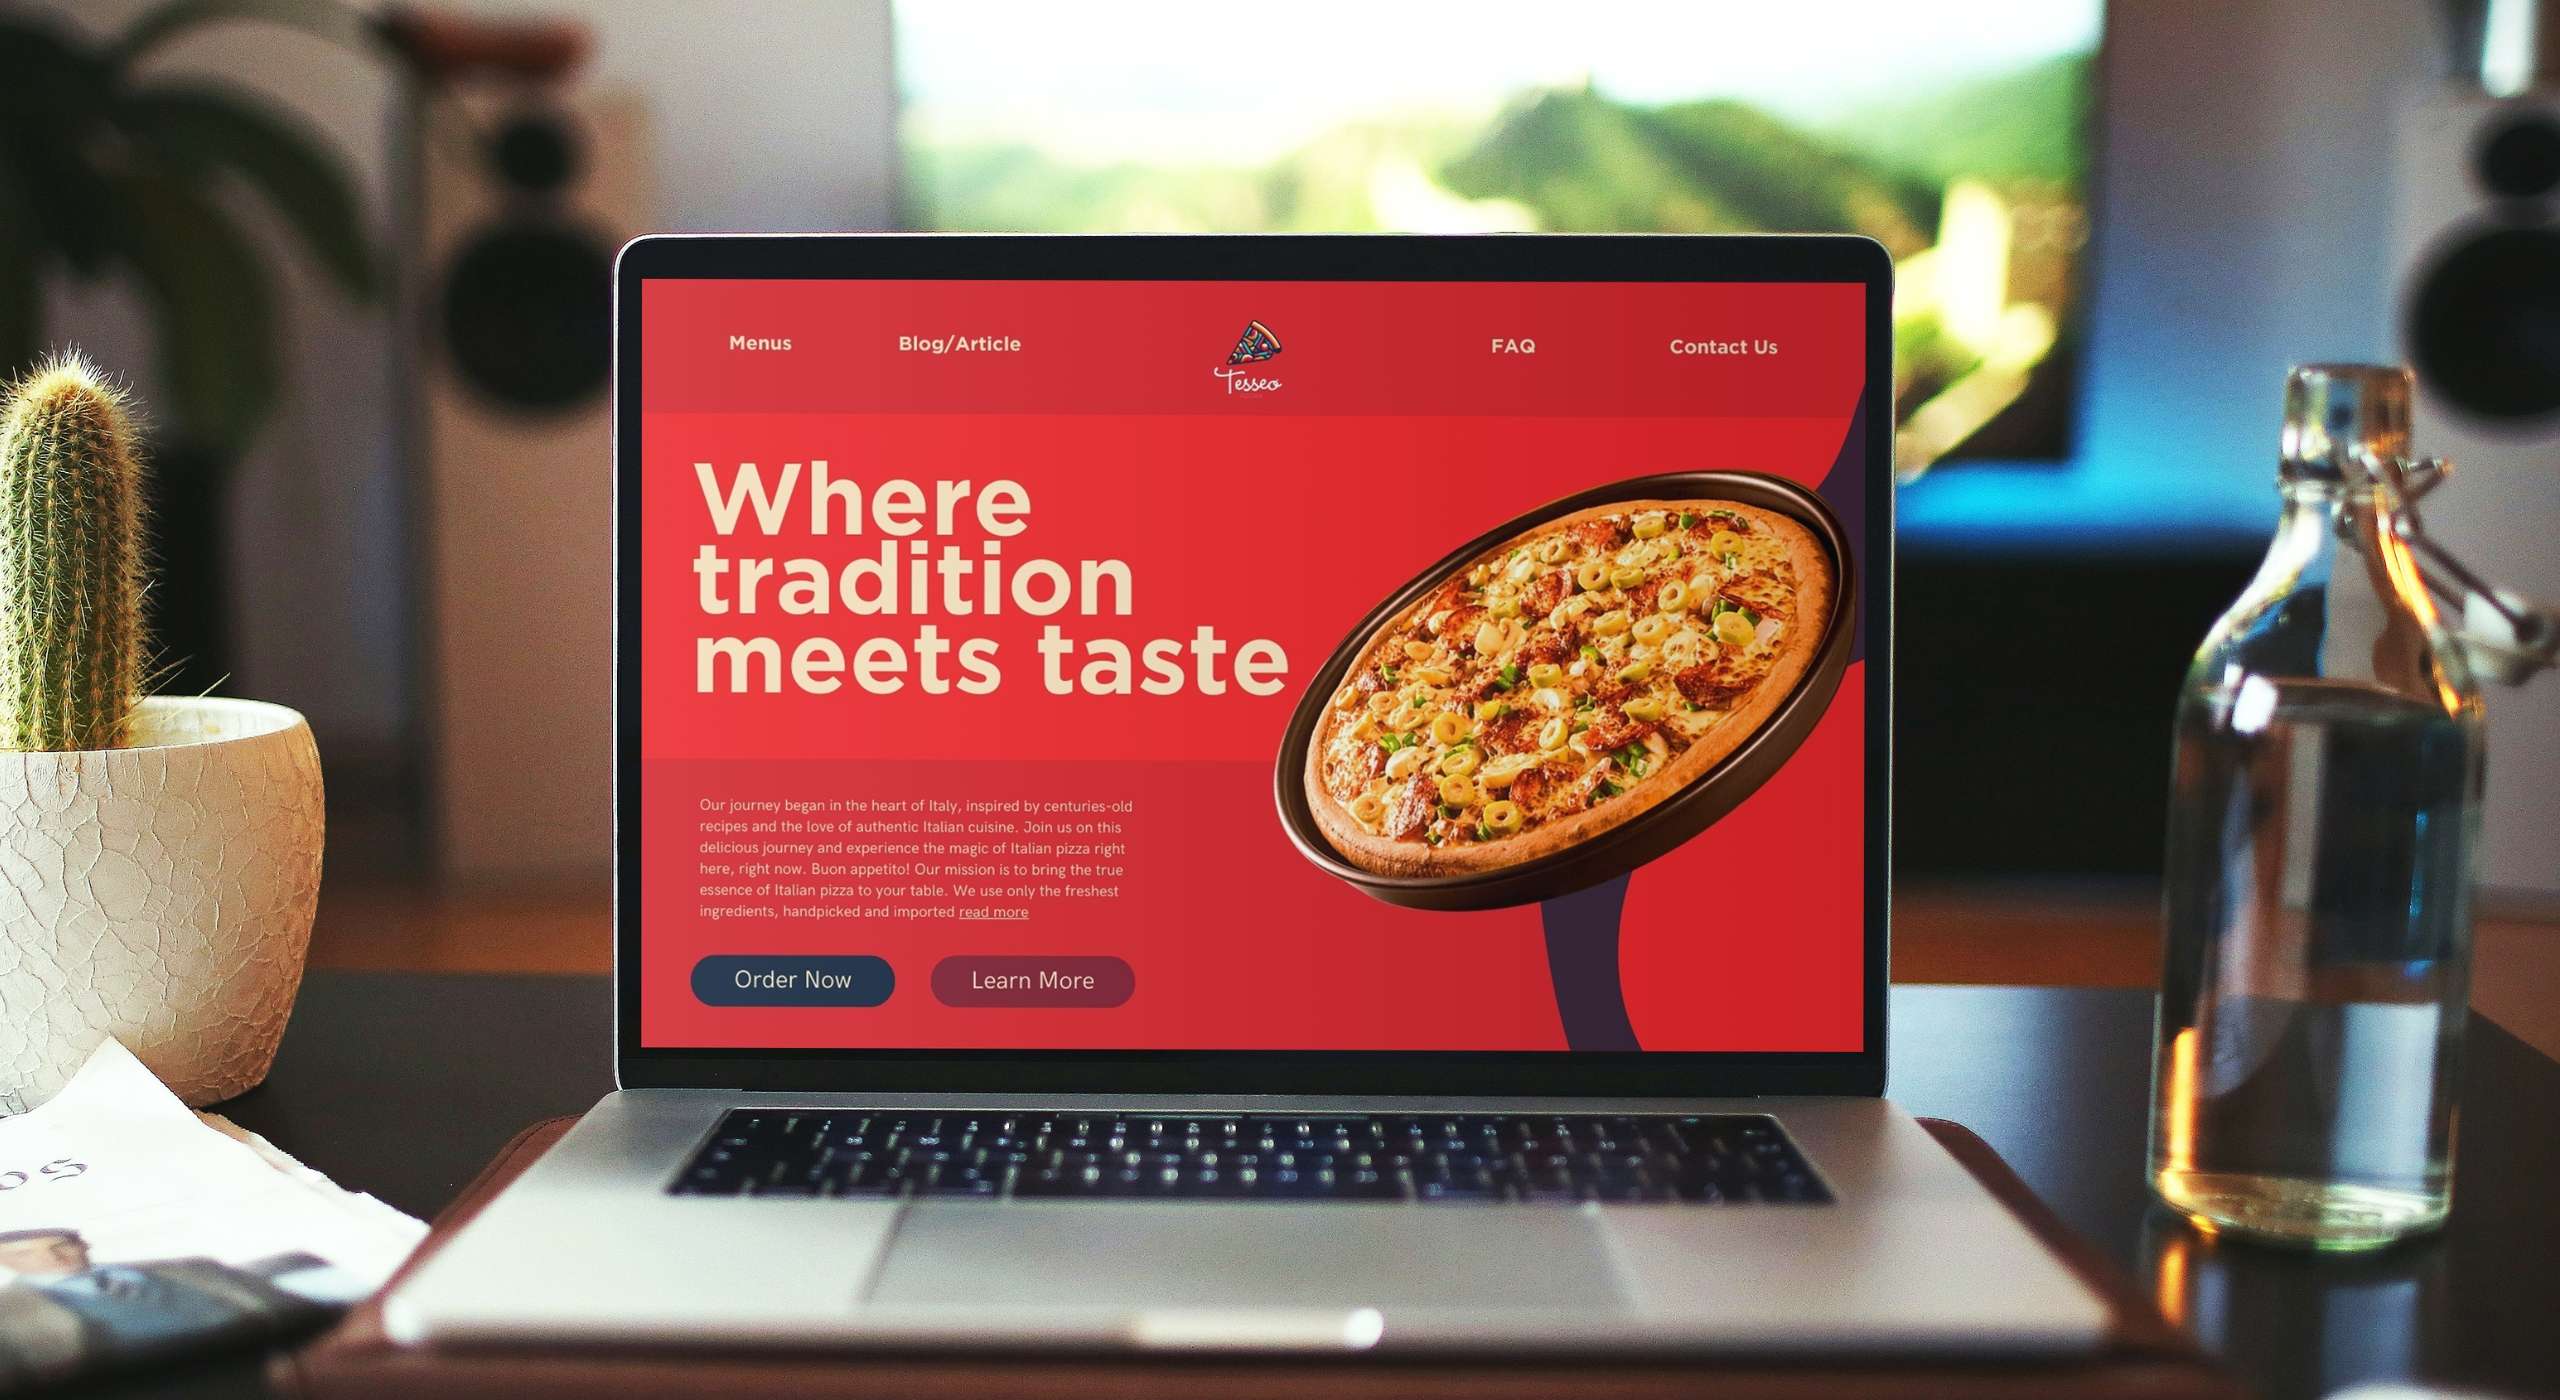 Menus
Blog/Article
Tesseo
FAQ
Contact Us
Where
tradition
meets taste
Our journey began in the heart of Italy, inspired by centuries-old
recipes and the love of authentic Italian cuisine. Join us on this
delicious journey and experience the magic of Italian pizza right
here, right now. Buon appetito! Our mission is to bring the true
essence of Italian pizza to your table. We use only the freshest
ingredients, handpicked and imported read more
Order Now
Learn More